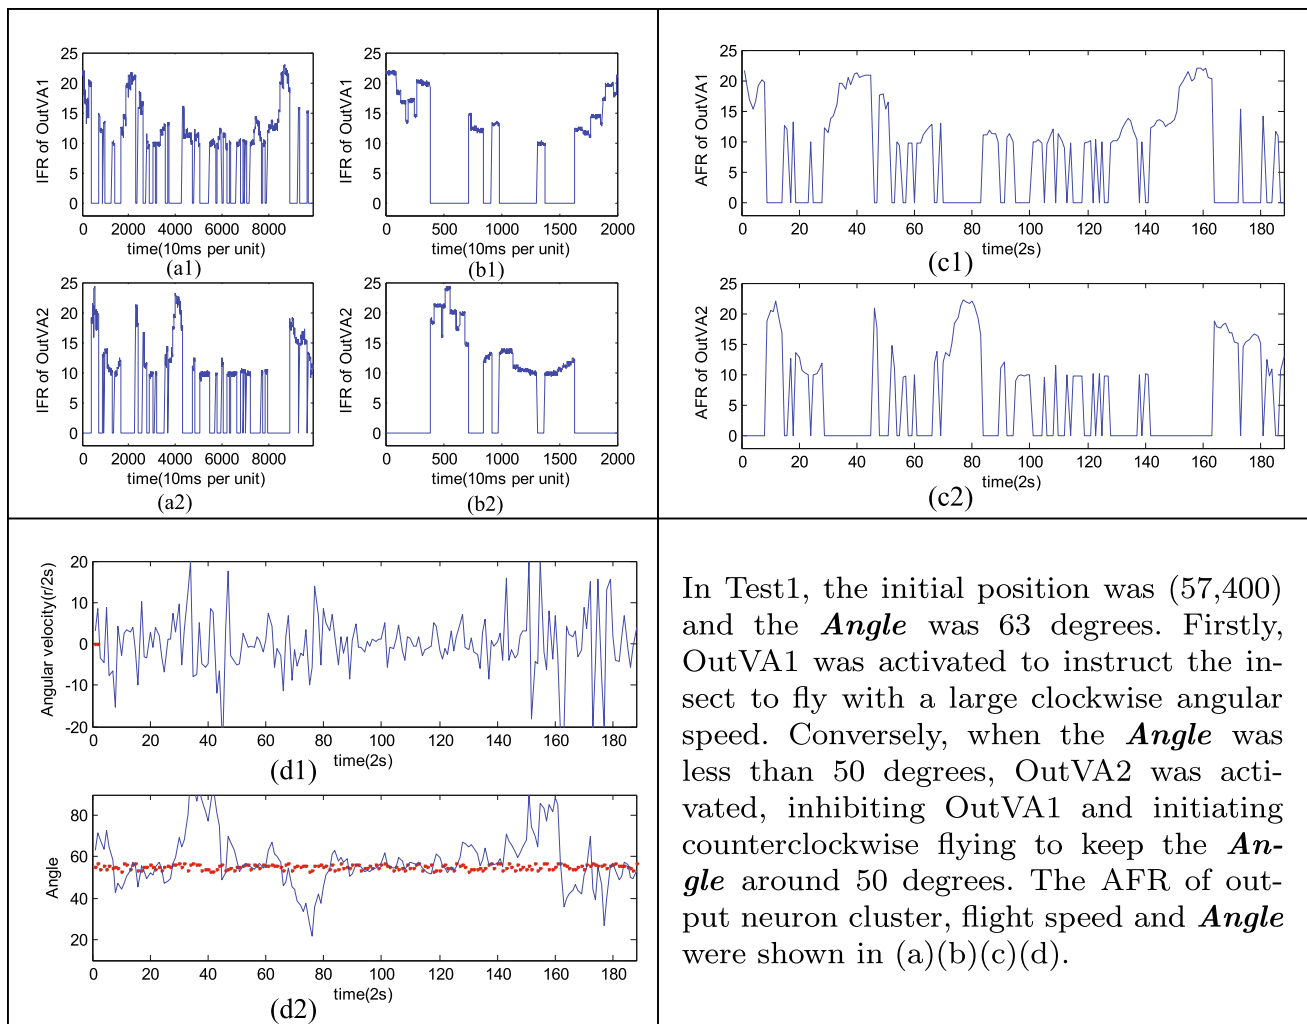 25
20
15
10
5
0
IFR of OutVA1
0 2000 4000 6000 8000
time(10ms per unit)
(a1)
25
20
15
10
5
0
IFR of OutVA1
0 500 1000 1500 2000
time(10ms per unit)
(b1)
25
20
15
10
5
0
IFR of OutVA2
0 2000 4000 6000 8000
time(10ms per unit)
(a2)
25
20
15
10
5
0
IFR of OutVA2
0 500 1000 1500 2000
time(10ms per unit)
(b2)
25
20
15
10
5
0
AFR of OutVA1
0 20 40 60 80 100 120 140 160 180
time(2s)
(c1)
25
20
15
10
5
0
AFR of OutVA2
0 20 40 60 80 100 120 140 160 180
time(2s)
(c2)
20
10
0
-10
-20
Angular velocity(r/2s)
0 20 40 60 80 100 120 140 160 180
time(2s)
(d1)
80
60
40
20
Angle
0 20 40 60 80 100 120 140 160 180
time(2s)
(d2)
In Test1, the initial position was (57,400)
and the Angle was 63 degrees. Firstly,
OutVA1 was activated to instruct the in-
sect to fly with a large clockwise angular
speed. Conversely, when the Angle was
less than 50 degrees, OutVA2 was acti-
vated, inhibiting OutVA1 and initiating
counterclockwise flying to keep the An-
gle around 50 degrees. The AFR of out-
put neuron cluster, flight speed and Angle
were shown in (a)(b)(c)(d).